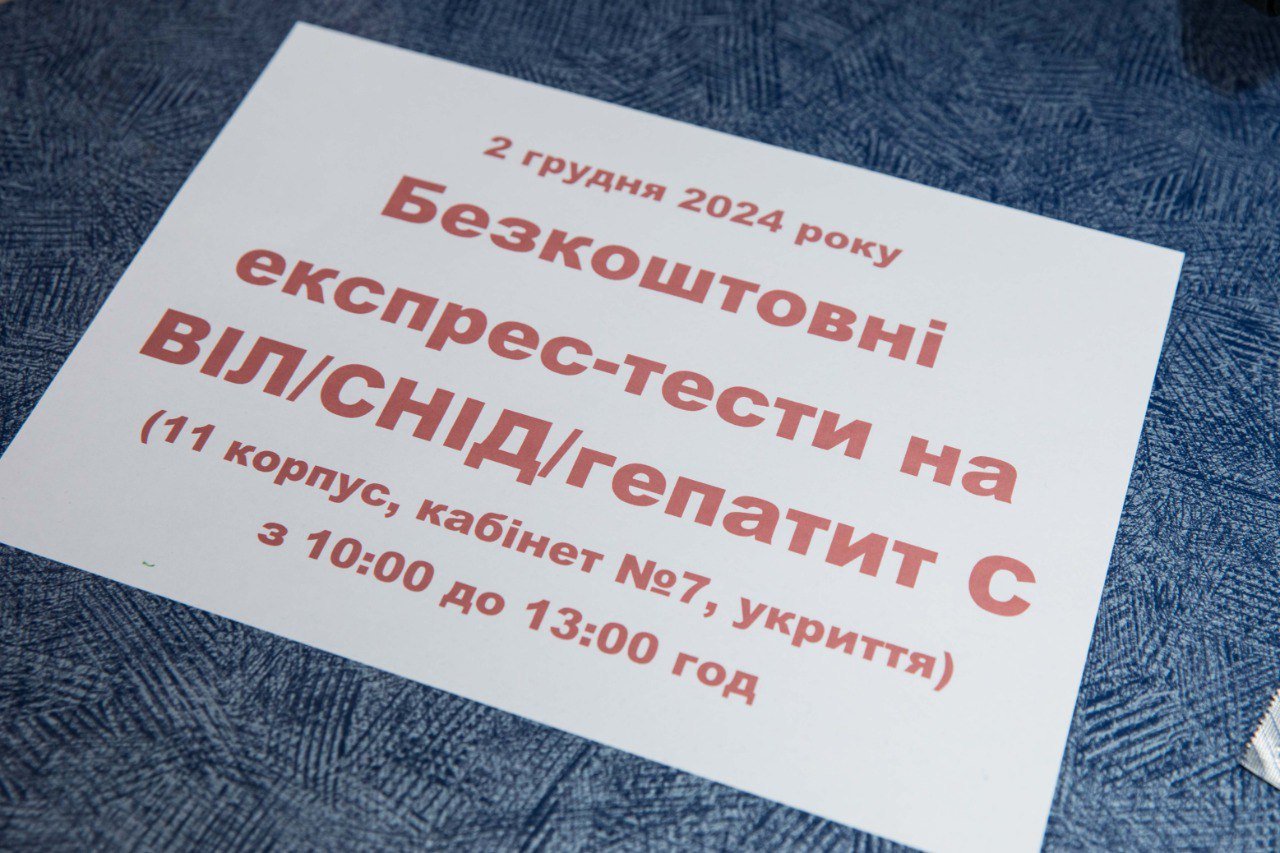 2 грудня 2024 року
Безкоштовні
експрес-тести на
ВІЛ/СНІД/гепатит С
(11 корпус, кабінет №7, укриття)
з 10:00 до 13:00 год